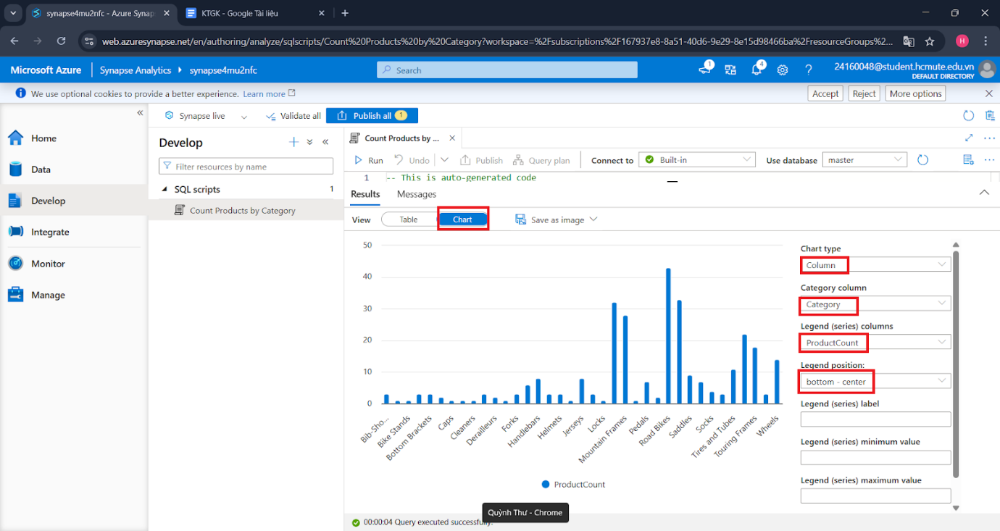 synapse4mu2nfc - Azure Synap
KTGK - Google Tài liệu
web.azuresynapse.net/en/authoring/analyze/sqlscripts/Count%20Products%20by%20Category?workspace=%2Fsubscriptions%2F167937e8-8a51-40d6-9e29-8e15d98466ba%2FresourceGroups%2...
H
Microsoft Azure
Synapse Analytics
synapse4mu2nfc
Search
1
4
24160048@student.hcmute.edu.vn
DEFAULT DIRECTORY
We use optional cookies to provide a better experience. Learn more
Accept
Reject
More options
Home
Data
Develop
Integrate
Monitor
Manage
Synapse live
Validate all
Publish all 1
Develop
Filter resources by name
SQL scripts 1
Count Products by Category
Count Products by ...
Run
Undo
Publish
Query plan
Connect to
Built-in
Use database
master
1 -- This is auto-generated code
Results
Messages
View
Table
Chart
Save as image
50
40
30
20
10
0
Bib-Sho...
Bike Stands
Bottom Brackets
Caps
Cleaners
Derailleurs
Forks
Handlebars
Helmets
Jerseys
Locks
Mountain Frames
Pedals
Road Bikes
Saddles
Socks
Tires and Tubes
Touring Frames
Wheels
ProductCount
Chart type
Column
Category column
Category
Legend (series) columns
ProductCount
Legend position:
bottom - center
Legend (series) label
Legend (series) minimum value
Legend (series) maximum value
Quỳnh Thư - Chrome
00:00:04 Query executed successfully.